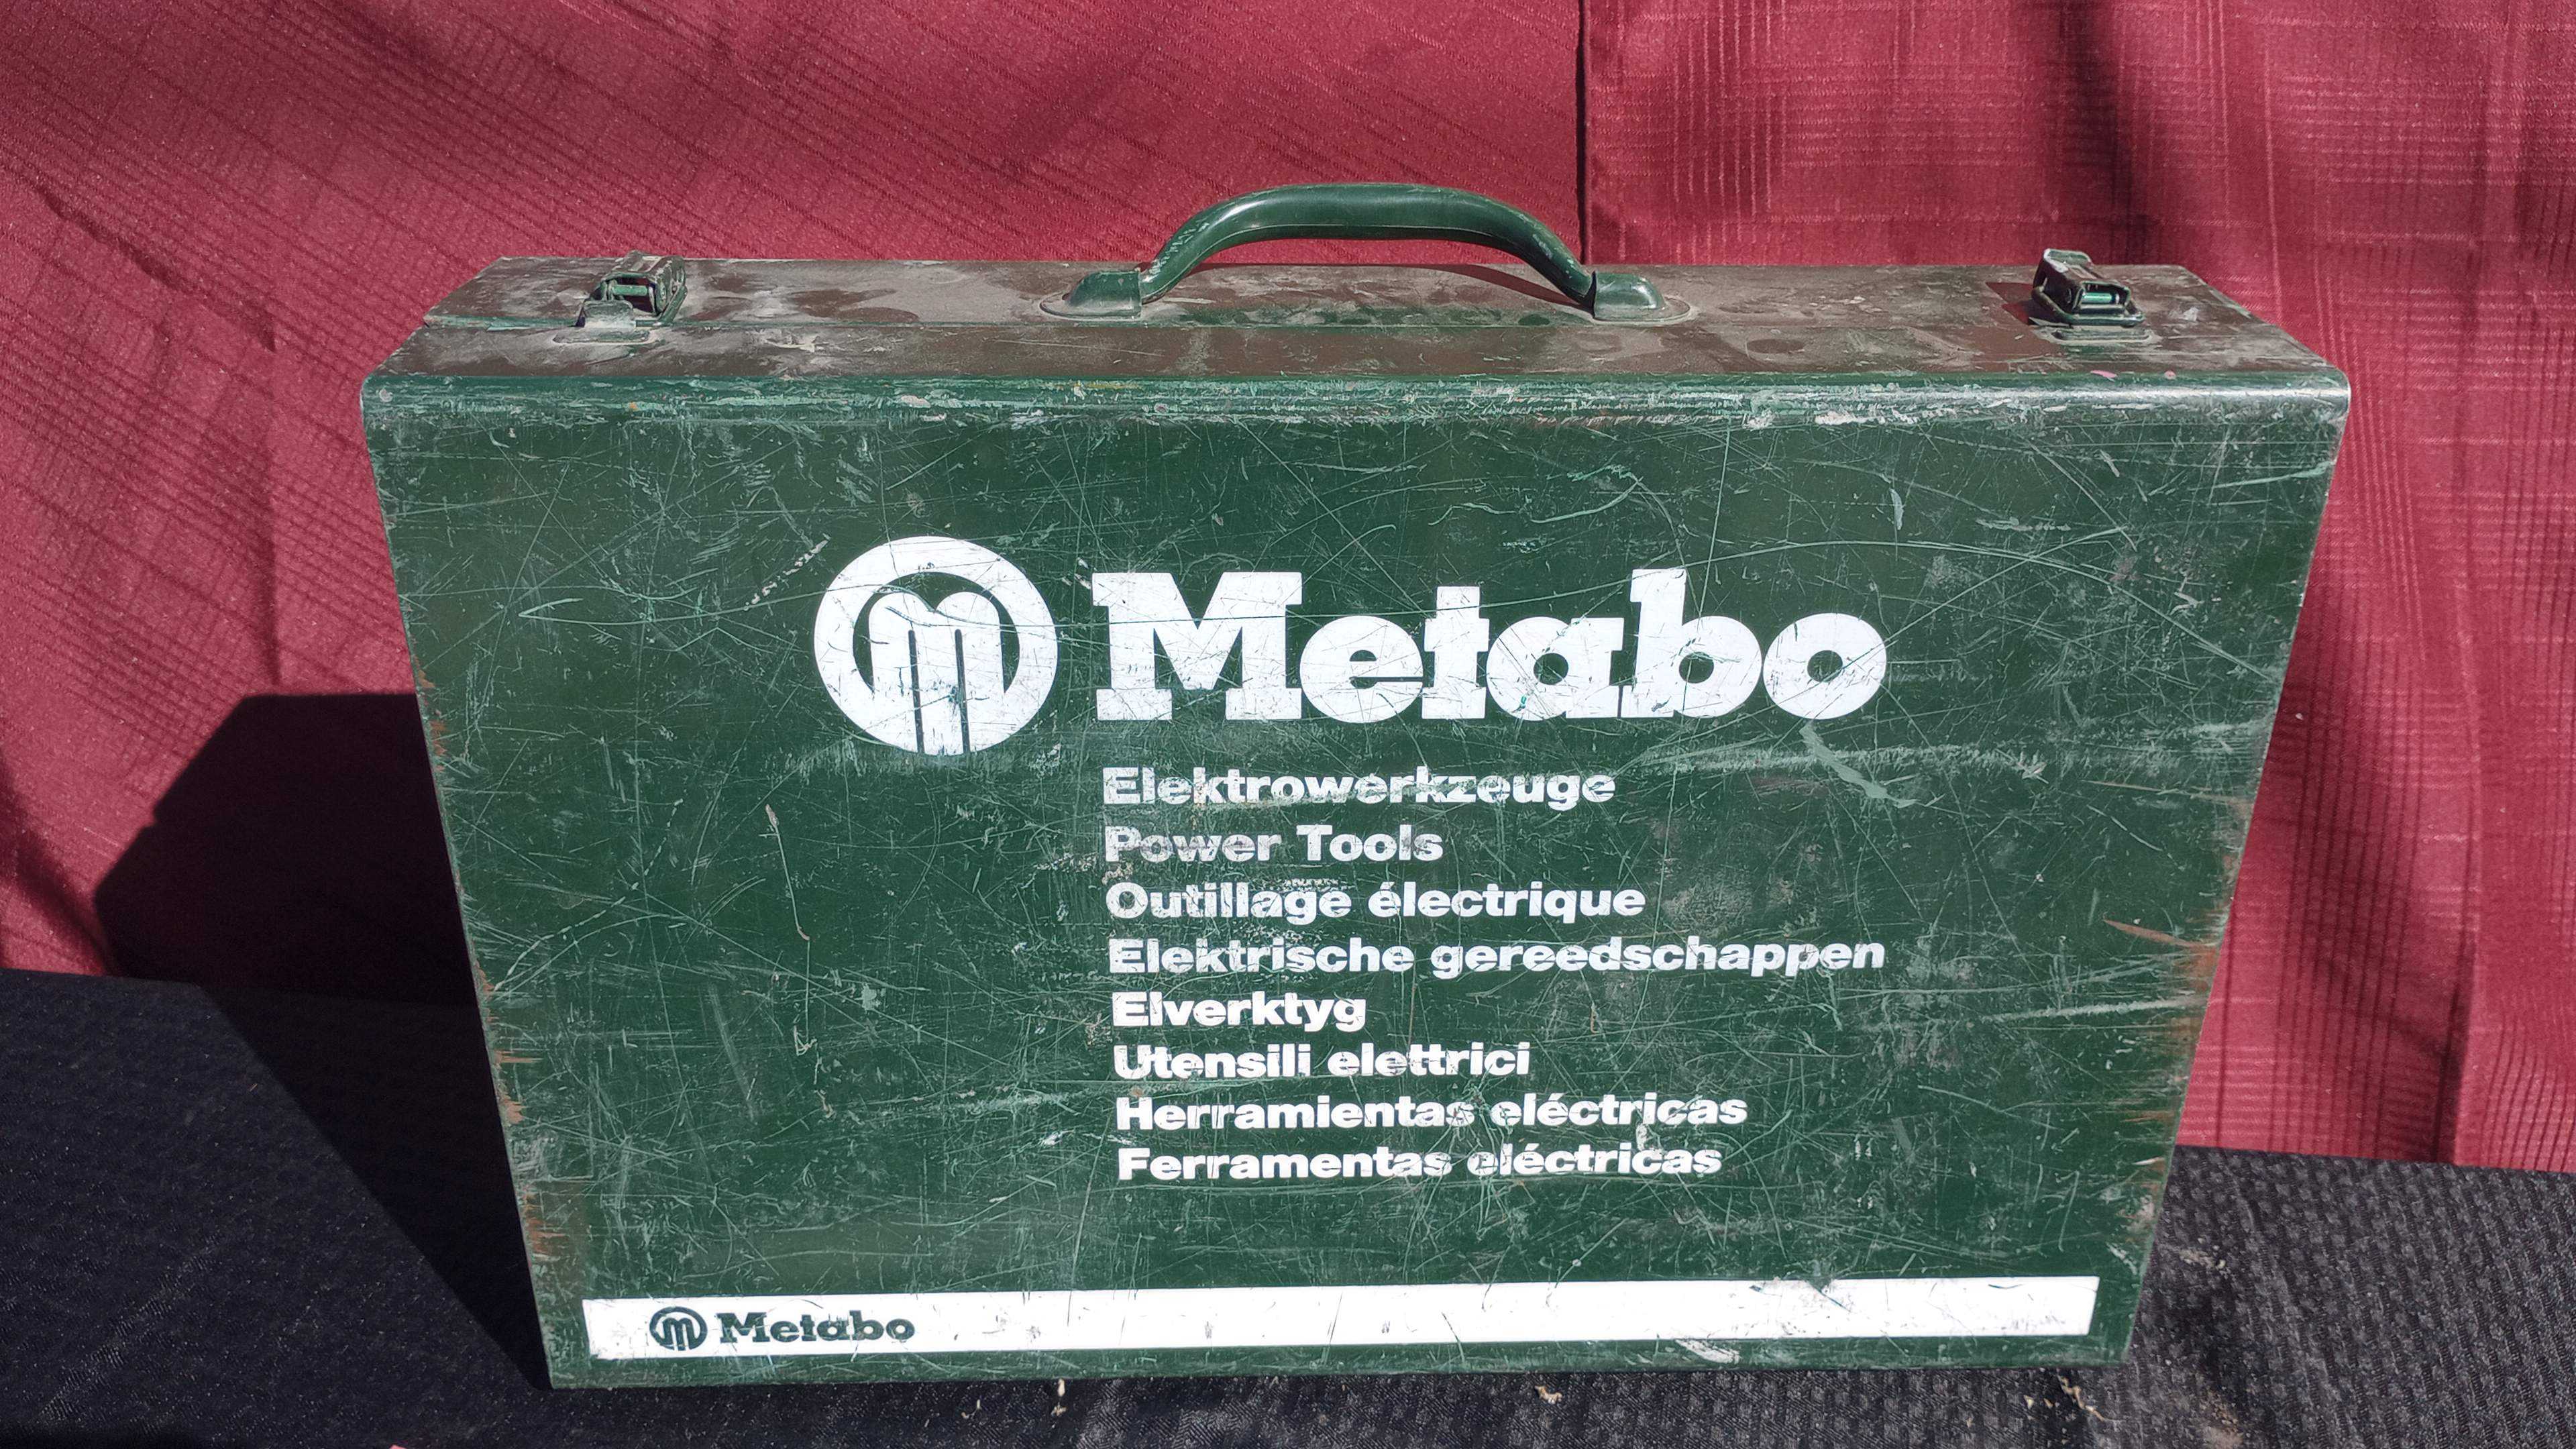 m Metabo
Elektrowerkzeuge
Power Tools
Outillage électrique
Elektrische gereedschappen
Elverktyg
Utensili elettrici
Herramientas eléctricas
Ferramentas eléctricas
m Metabo